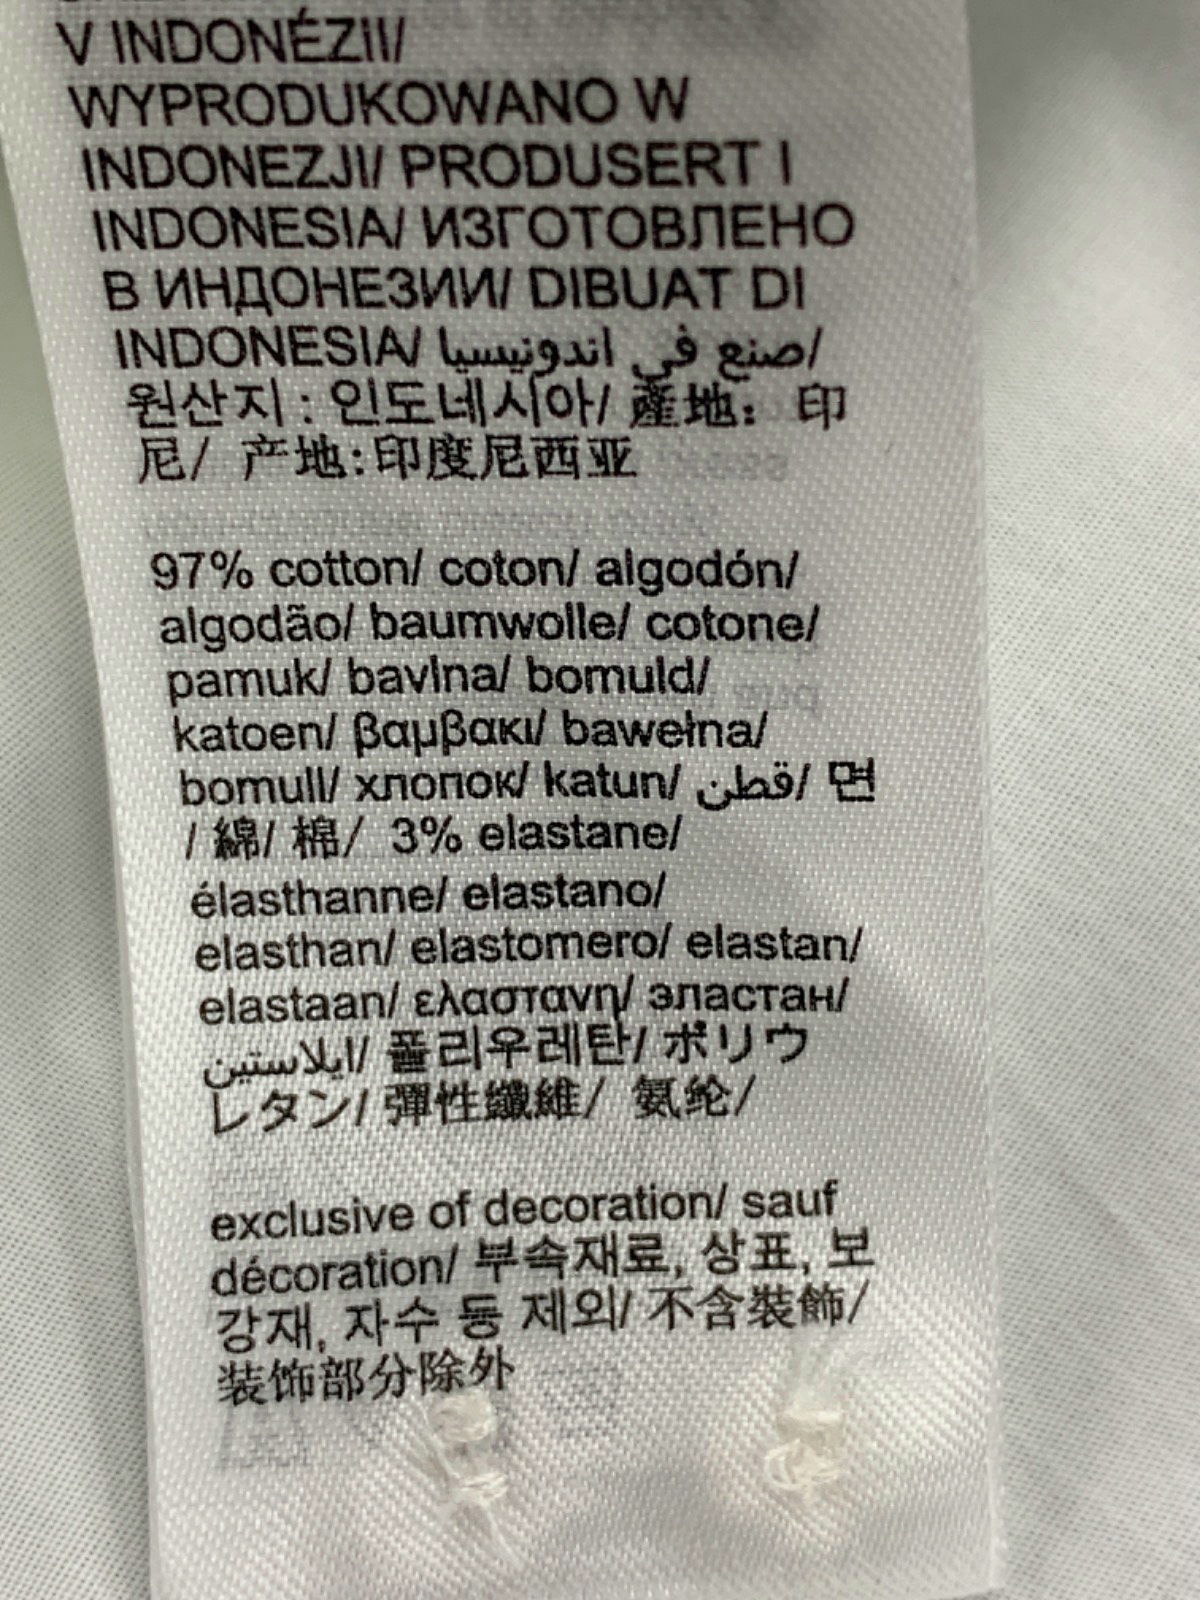 V INDONÉZII/
WYPRODUKOWANO W
INDONEZJI/ PRODUSERT I
INDONESIA/ ИЗГОТОВЛЕНО
В ИНДОНЕЗИИ/ DIBUAT DI
INDONESIA/ صنع في اندونيسيا/
원산지 : 인도네시아/ 産地： 印
尼/ 产地:印度尼西亚
97% cotton/ coton/ algodón/
algodão/ baumwolle/ cotone/
pamuk/ bavlna/ bomuld/
katoen/ βαμβακι/ bawełna/
bomull/ хлопок/ katun/ قطن/ 면
/ 綿/ 棉/ 3% elastane/
élasthanne/ elastano/
elasthan/ elastomero/ elastan/
elastaan/ ελαστανη/ эластан/
ايلاستين/ 폴리우레탄/ ポリウ
レタン/ 彈性纖維/ 氨纶/
exclusive of decoration/ sauf
décoration/ 부속재료, 상표, 보
강재, 자수 등 제외/ 不含裝飾/
装饰部分除外